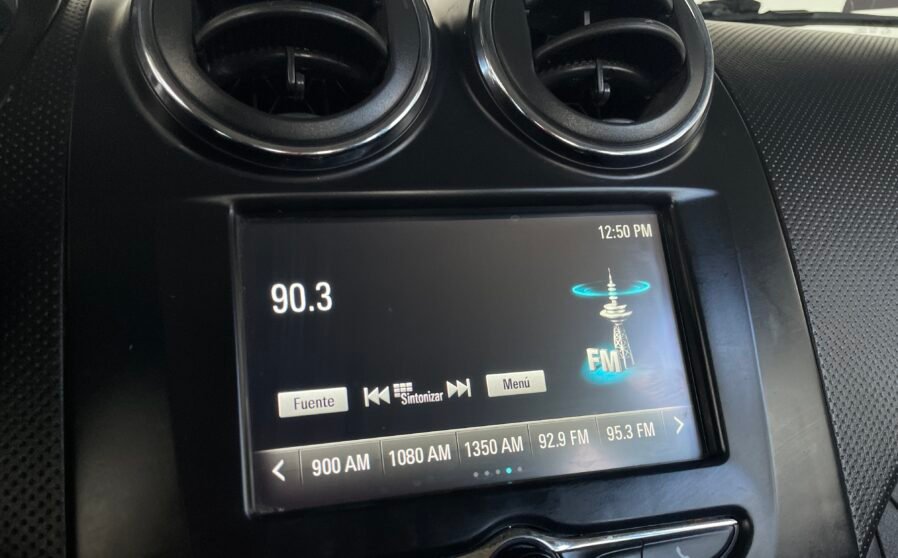 12:50 PM
90.3
FM
Fuente
Sintonizar
Menú
900 AM
1080 AM
1350 AM
92.9 FM
95.3 FM